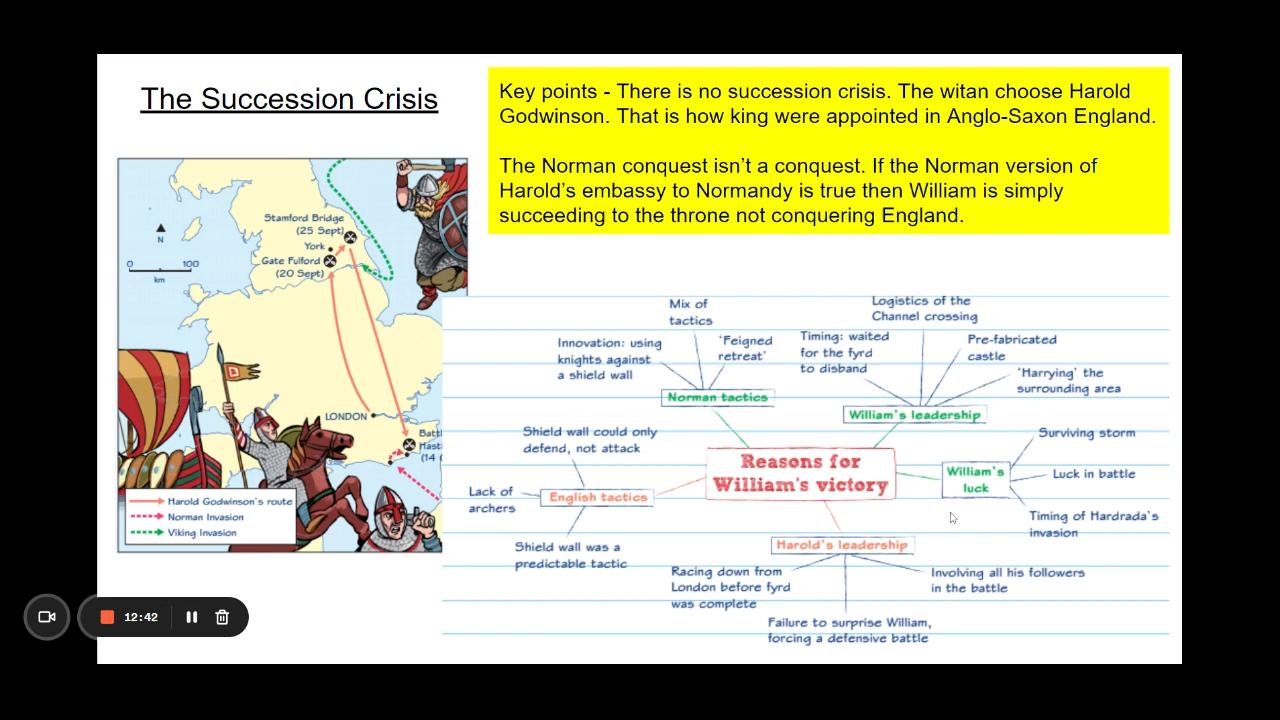 The Succession Crisis
Key points - There is no succession crisis. The witan choose Harold
Godwinson. That is how king were appointed in Anglo-Saxon England.
The Norman conquest isn’t a conquest. If the Norman version of
Harold’s embassy to Normandy is true then William is simply
succeeding to the throne not conquering England.
Stamford Bridge
(25 Sept)
York
Gate Fulford
(20 Sept)
N
0 100
km
LONDON
Harold Godwinson's route
Norman Invasion
Viking Invasion
Mix of
tactics
Innovation: using
knights against
a shield wall
'Feigned
retreat'
Norman tactics
Logistics of the
Channel crossing
Timing: waited
for the fyrd
to disband
Pre-fabricated
castle
'Harrying' the
surrounding area
William's leadership
Shield wall could only
defend, not attack
Lack of
archers
English tactics
Shield wall was a
predictable tactic
Reasons for
William's victory
William's
luck
Surviving storm
Luck in battle
Timing of Hardrada's
invasion
Harold's leadership
Racing down from
London before fyrd
was complete
Involving all his followers
in the battle
Failure to surprise William,
forcing a defensive battle
12:42